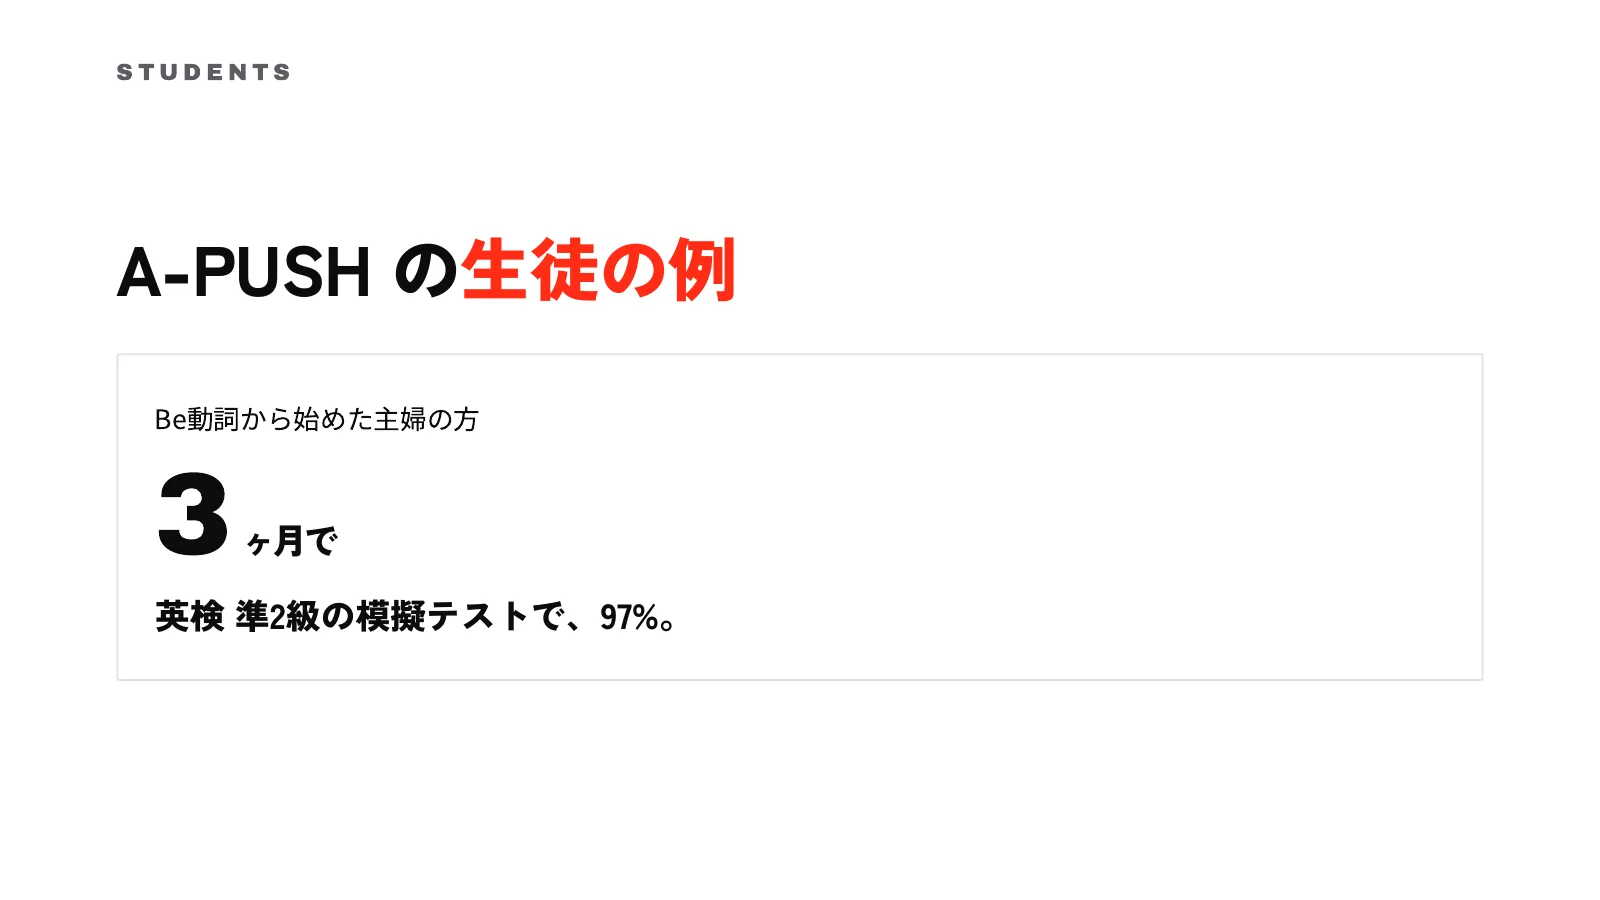 STUDENTS
A-PUSH の生徒の例
Be動詞から始めた主婦の方
3 ヶ月で
英検 準2級の模擬テストで、97%。